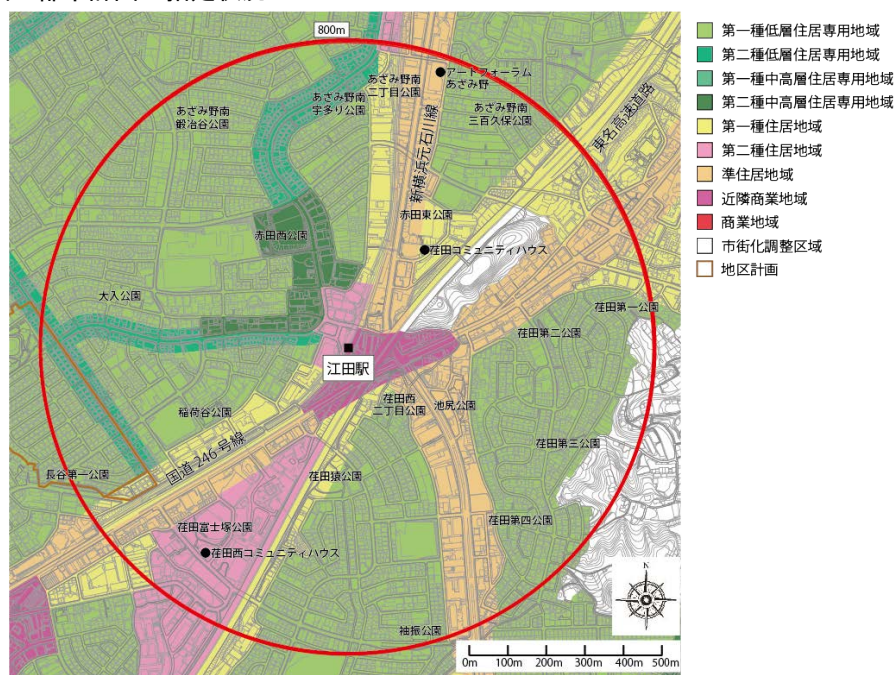 800m
アートフォーラム
あざみ野
あざみ野南
二丁目公園
あざみ野南
宇多り公園
あざみ野南
鍛冶谷公園
あざみ野南
三百久保公園
東名高速道路
新横浜元石川線
赤田東公園
赤田西公園
荏田コミュニティハウス
大入公園
荏田第一公園
荏田第二公園
江田駅
荏田西
二丁目公園
池尻公園
稲荷谷公園
国道246号線
荏田第三公園
長谷第一公園
荏田猿公園
荏田富士塚公園
荏田第四公園
荏田西コミュニティハウス
袖振公園
N
0m 100m 200m 300m 400m 500m
第一種低層住居専用地域
第二種低層住居専用地域
第一種中高層住居専用地域
第二種中高層住居専用地域
第一種住居地域
第二種住居地域
準住居地域
近隣商業地域
商業地域
市街化調整区域
地区計画